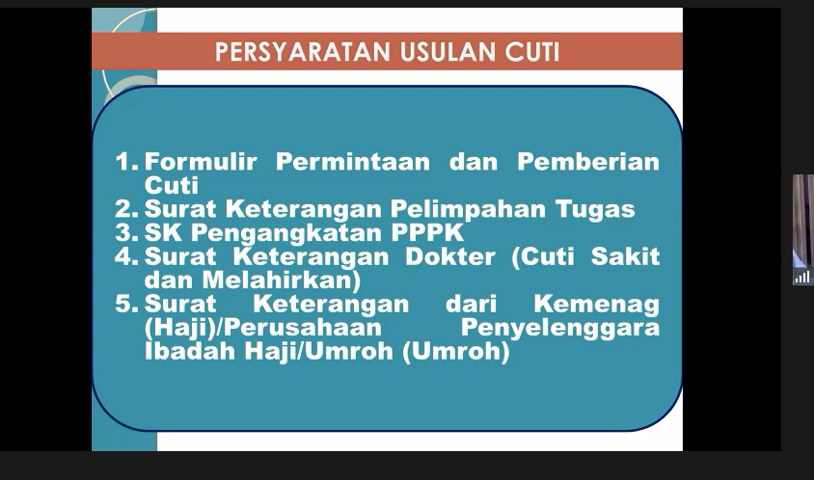 PERSYARATAN USULAN CUTI
1. Formulir Permintaan dan Pemberian
Cuti
2. Surat Keterangan Pelimpahan Tugas
3. SK Pengangkatan PPPK
4. Surat Keterangan Dokter (Cuti Sakit
dan Melahirkan)
5. Surat Keterangan dari Kemenag
(Haji)/Perusahaan Penyelenggara
Ibadah Haji/Umroh (Umroh)